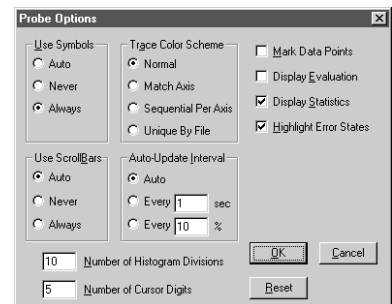 Probe Options
Use Symbols
Auto
Never
Always
Trace Color Scheme
Normal
Match Axis
Sequential Per Axis
Unique By File
Mark Data Points
Display Evaluation
Display Statistics
Highlight Error States
Use ScrollBars
Auto
Never
Always
Auto-Update Interval
Auto
Every 1 sec
Every 10 %
10 Number of Histogram Divisions
5 Number of Cursor Digits
OK
Cancel
Reset